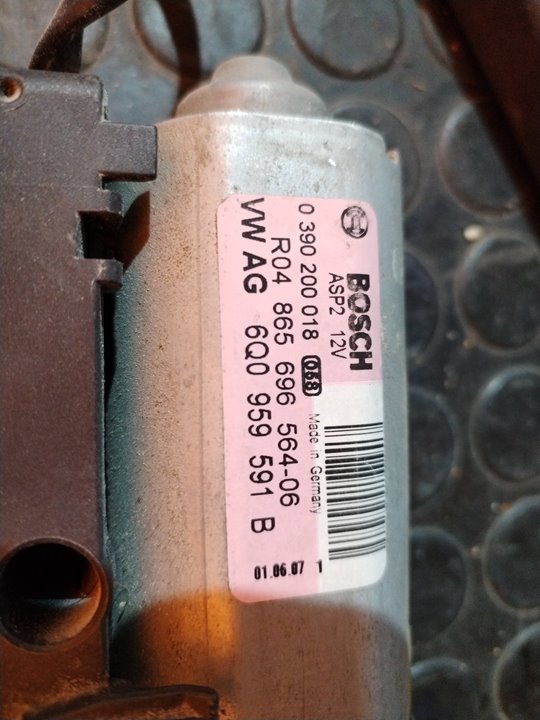 BOSCH
ASP2 12V
0 390 200 018 068
Made in Germany
R04 865 696 564-06
VW AG 6Q0 959 591 B
01.06.07 1